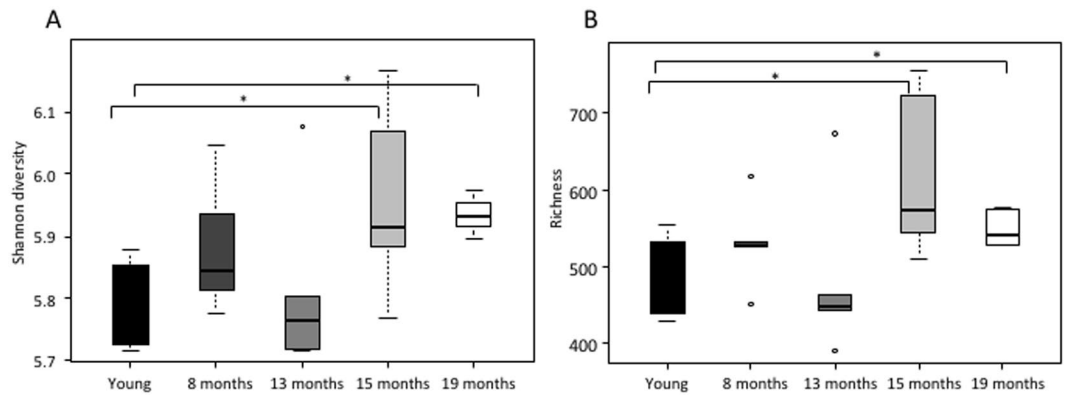 A
Shannon diversity
6.1
6.0
5.9
5.8
5.7
*
*
Young 8 months 13 months 15 months 19 months
B
Richness
700
600
500
400
*
*
Young 8 months 13 months 15 months 19 months